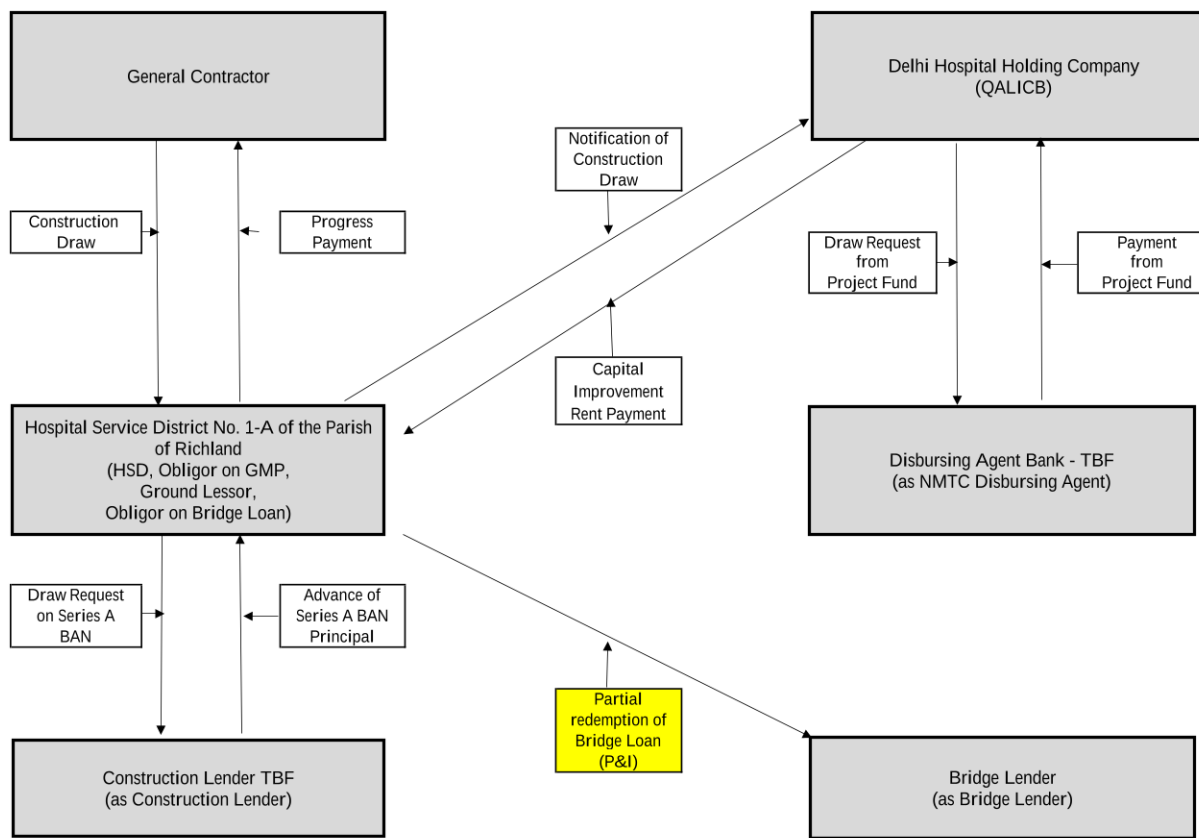 General Contractor
Delhi Hospital Holding Company
(QALICB)
Notification of
Construction
Draw
Construction
Draw
Progress
Payment
Draw Request
from
Project Fund
Payment
from
Project Fund
Capital
Improvement
Rent Payment
Hospital Service District No. 1-A of the Parish
of Richland
(HSD, Obligor on GMP,
Ground Lessor,
Obligor on Bridge Loan)
Disbursing Agent Bank - TBF
(as NMTC Disbursing Agent)
Draw Request
on Series A
BAN
Advance of
Series A BAN
Principal
Partial
redemption of
Bridge Loan
(P&I)
Construction Lender TBF
(as Construction Lender)
Bridge Lender
(as Bridge Lender)